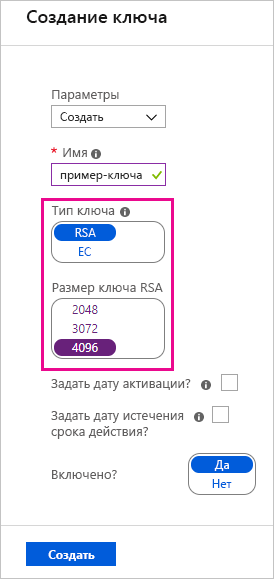 Создание ключа
Параметры
Создать
* Имя
пример-ключа
Тип ключа
RSA
EC
Размер ключа RSA
2048
3072
4096
Задать дату активации?
Задать дату истечения
срока действия?
Включено?
Да
Нет
Создать